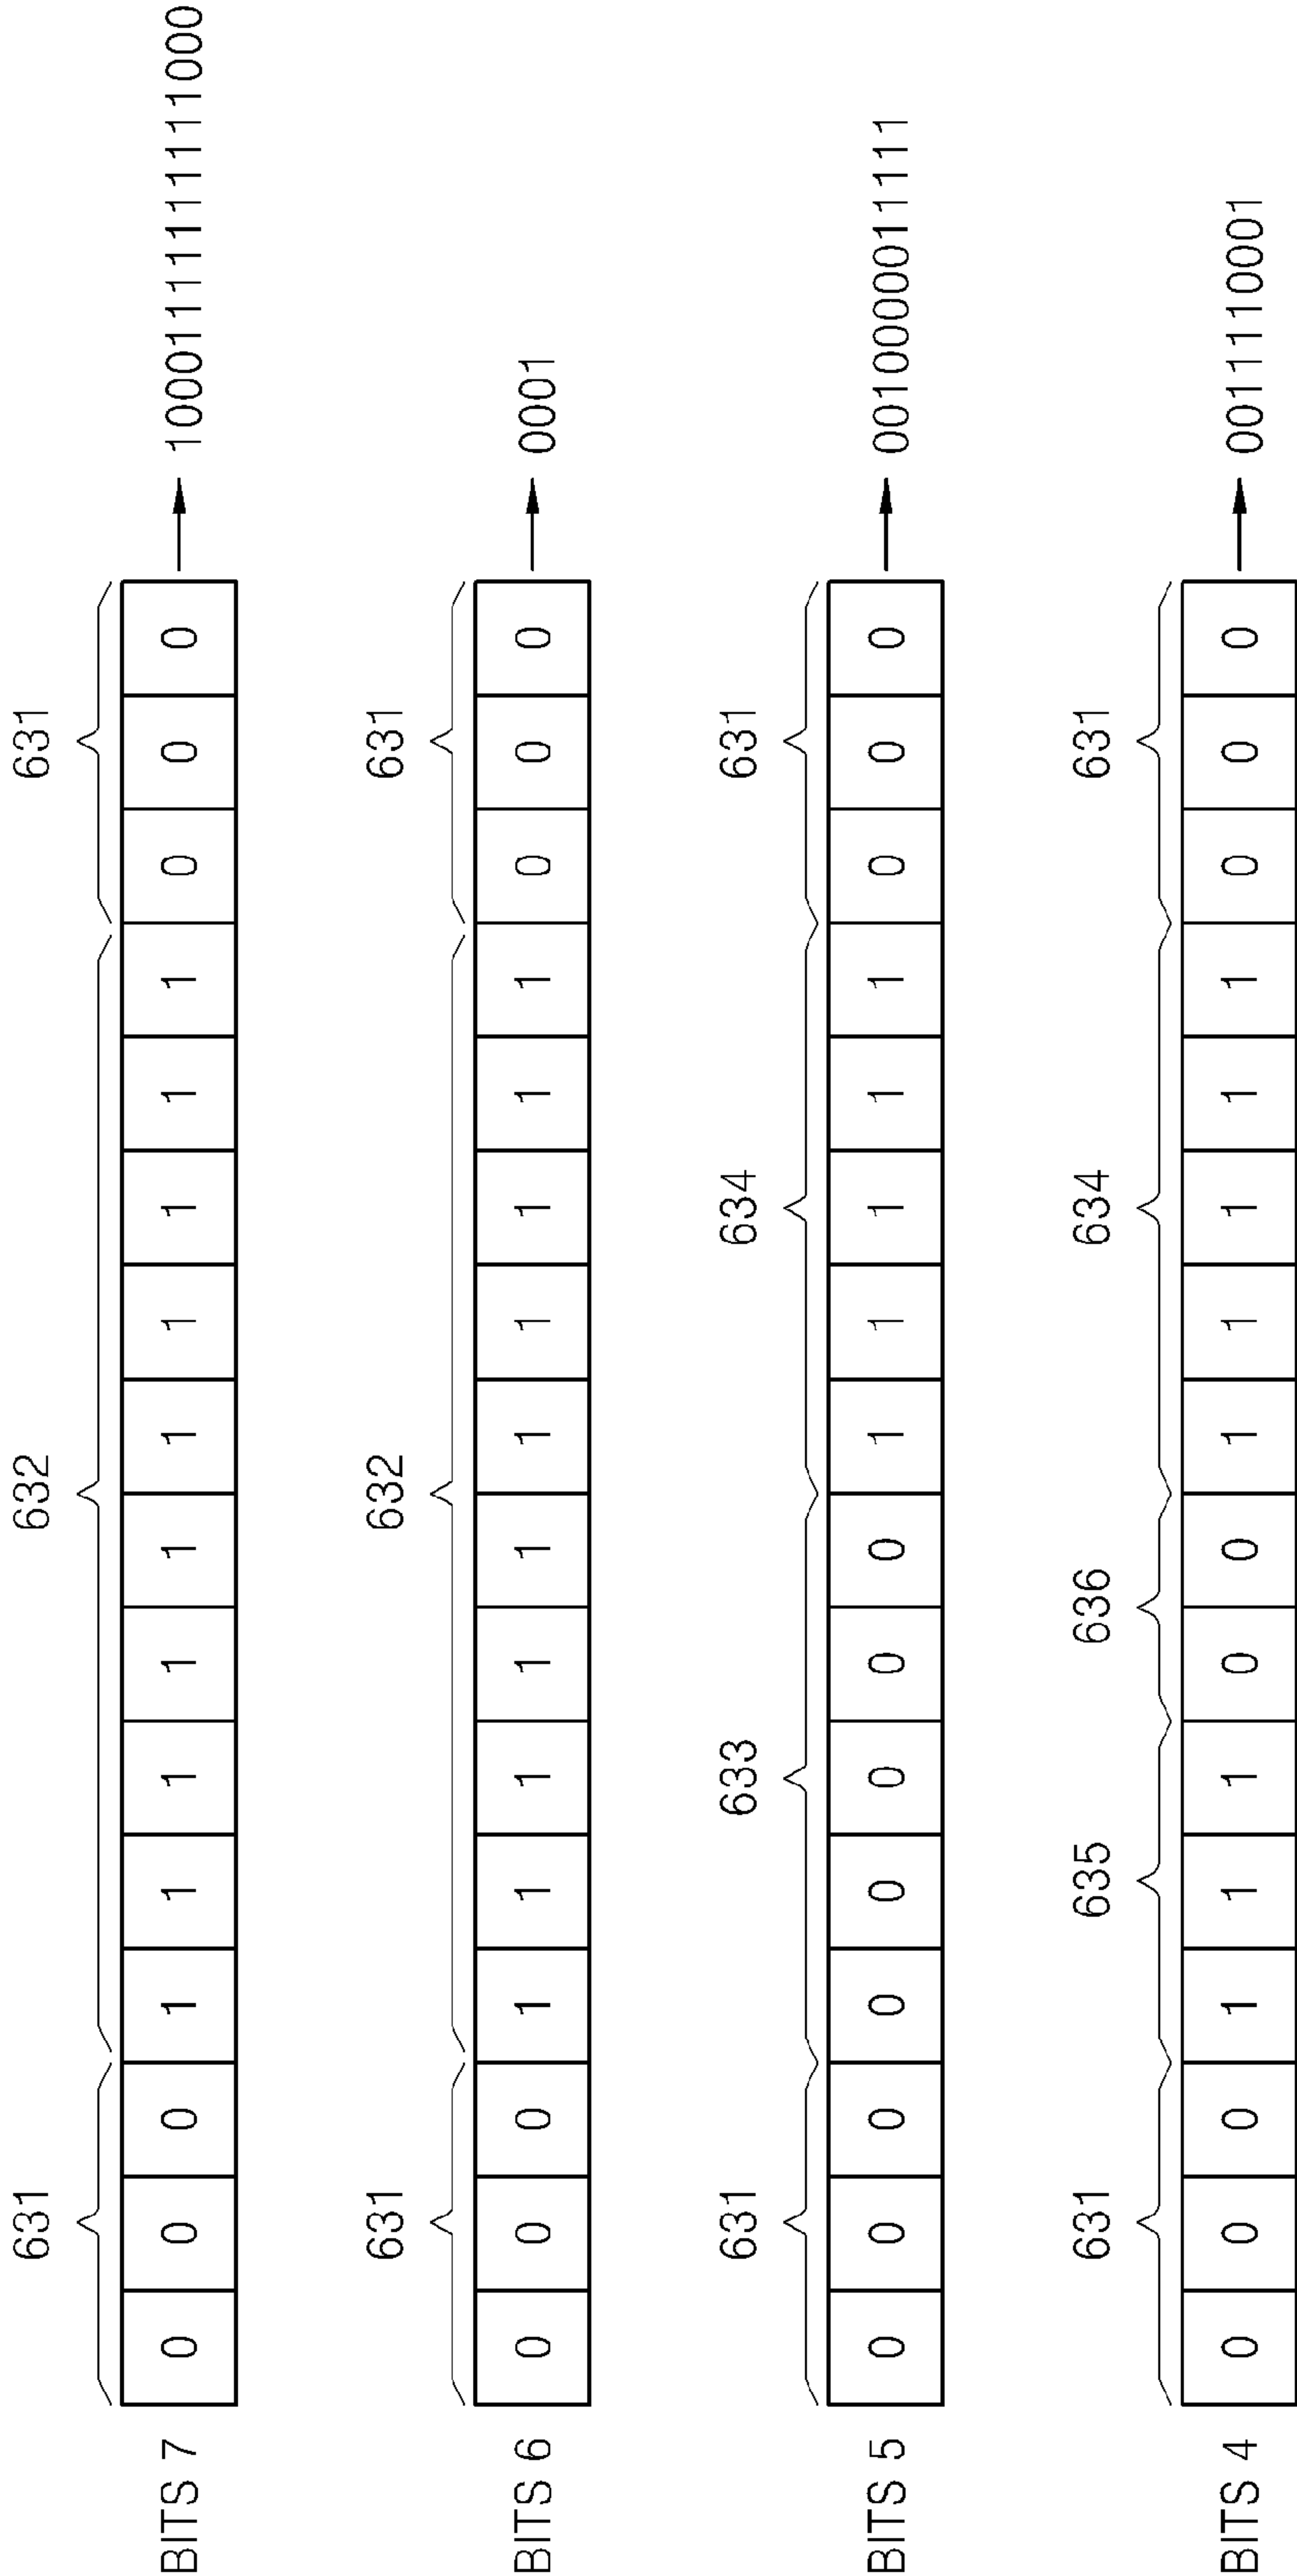 631 632 631
BITS 7 0 0 0 1 1 1 1 1 1 1 1 1 1 0 0 0 10001111111111000
631 632 631
BITS 6 0 0 0 1 1 1 1 1 1 1 1 1 1 0 0 0 0001
631 633 634 631
BITS 5 0 0 0 0 0 0 0 0 1 1 1 1 1 0 0 0 0010000011111
631 635 636 634 631
BITS 4 0 0 0 1 1 1 0 0 1 1 1 1 1 0 0 0 0011110001